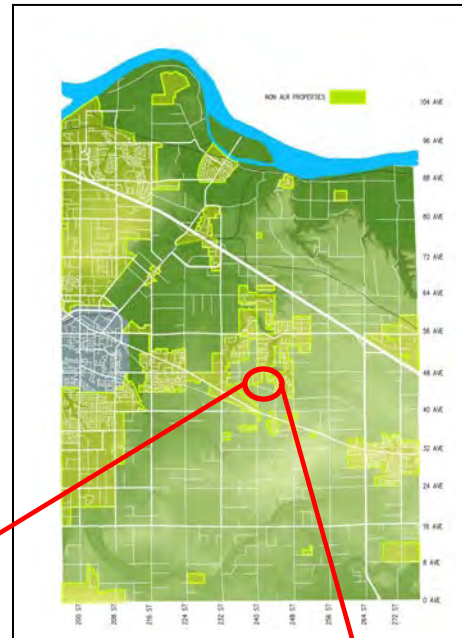 NON ALR PROPERTIES
104 AVE
96 AVE
88 AVE
80 AVE
72 AVE
64 AVE
56 AVE
48 AVE
40 AVE
32 AVE
24 AVE
16 AVE
8 AVE
0 AVE
200 ST
208 ST
216 ST
224 ST
232 ST
240 ST
248 ST
256 ST
264 ST
272 ST